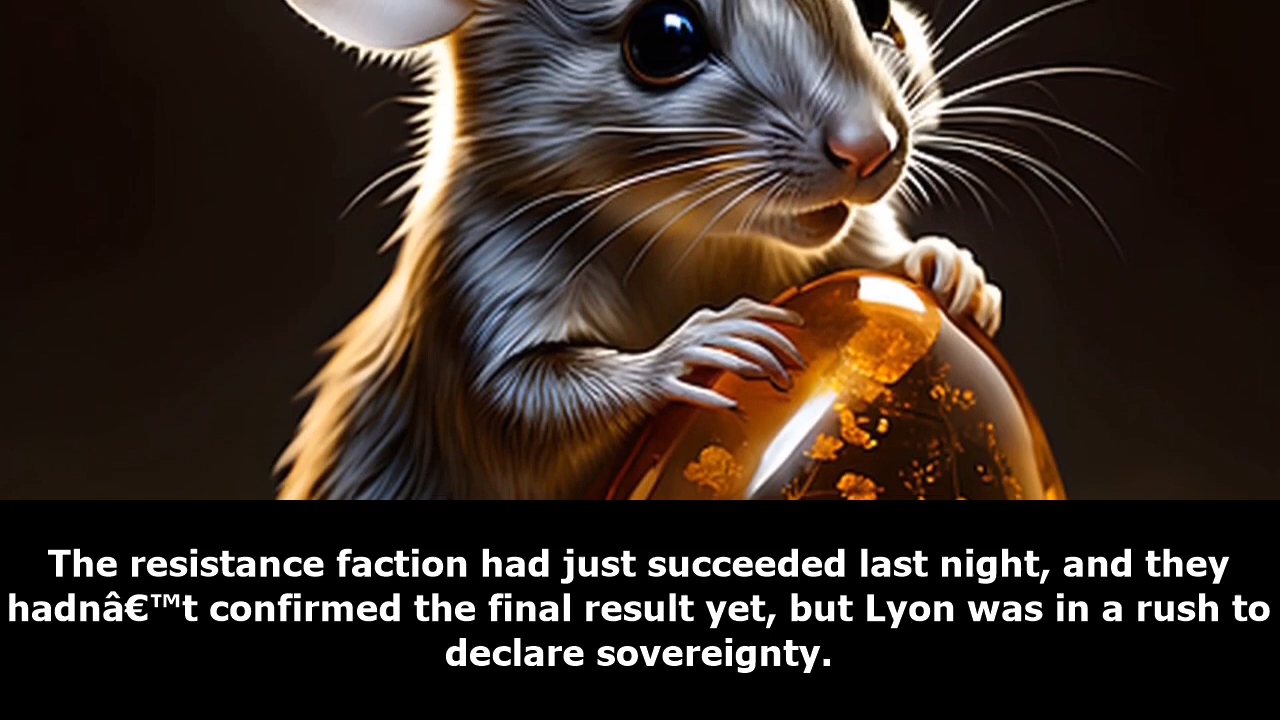 The resistance faction had just succeeded last night, and they
hadnâ€™t confirmed the final result yet, but Lyon was in a rush to
declare sovereignty.